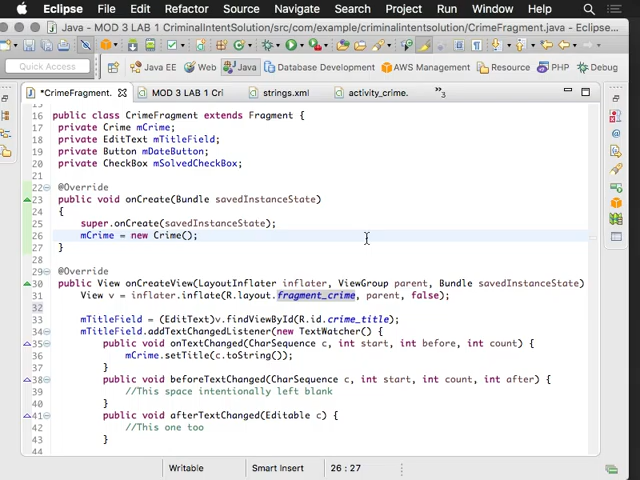 Eclipse File Edit Refactor Source Navigate Search Project Run Window Help
Java – MOD 3 LAB 1 CriminalIntentSolution/src/com/example/criminalintentsolution/CrimeFragment.java – Eclipse
Quick Access Java EE Web Java Database Development AWS Management Resource PHP Debug
*CrimeFragment. MOD 3 LAB 1 Cri strings.xml activity_crime. »3
15
16 public class CrimeFragment extends Fragment {
17 private Crime mCrime;
18 private EditText mTitleField;
19 private Button mDateButton;
20 private CheckBox mSolvedCheckBox;
21
22 @Override
23 public void onCreate(Bundle savedInstanceState)
24 {
25 super.onCreate(savedInstanceState);
26 mCrime = new Crime();
27 }
28
29 @Override
30 public View onCreateView(LayoutInflater inflater, ViewGroup parent, Bundle savedInstanceState)
31 View v = inflater.inflate(R.layout.fragment_crime, parent, false);
32
33 mTitleField = (EditText)v.findViewById(R.id.crime_title);
34 mTitleField.addTextChangedListener(new TextWatcher() {
35 public void onTextChanged(CharSequence c, int start, int before, int count) {
36 mCrime.setTitle(c.toString());
37 }
38 public void beforeTextChanged(CharSequence c, int start, int count, int after) {
39 //This space intentionally left blank
40 }
41 public void afterTextChanged(Editable c) {
42 //This one too
43 }
44
Writable Smart Insert 26 : 27